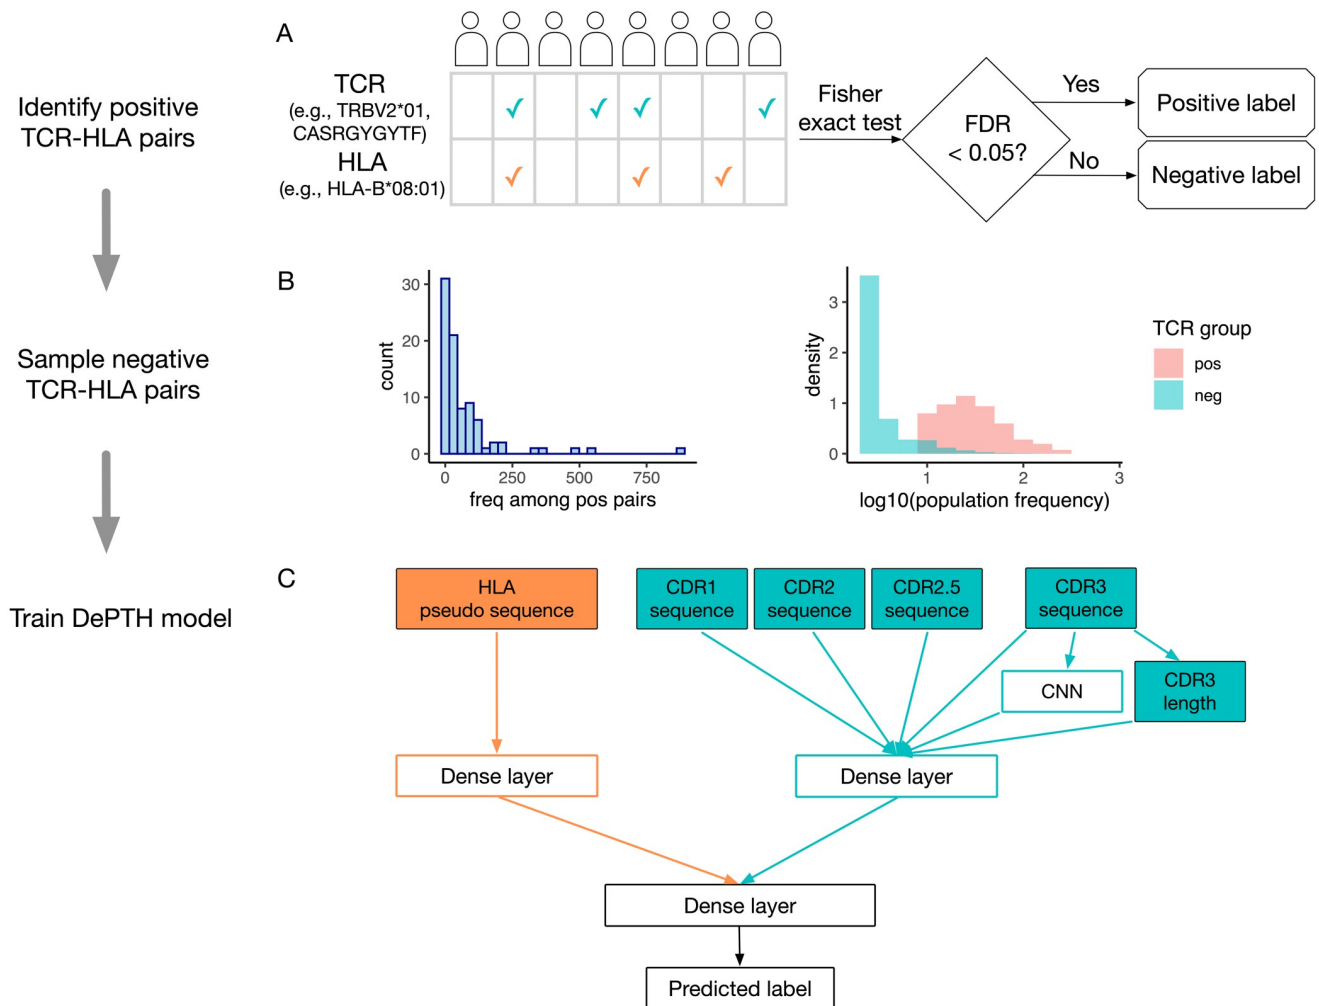 A
Identify positive
TCR-HLA pairs
TCR
(e.g., TRBV2*01,
CASRGYGYTF)
HLA
(e.g., HLA-B*08:01)
Fisher
exact test
FDR
< 0.05?
Yes
No
Positive label
Negative label
B
Sample negative
TCR-HLA pairs
30
20
10
0
count
0 250 500 750
freq among pos pairs
3
2
1
0
density
1 2 3
log10(population frequency)
TCR group
pos
neg
C
Train DePTH model
HLA
pseudo sequence
CDR1
sequence
CDR2
sequence
CDR2.5
sequence
CDR3
sequence
CNN
CDR3
length
Dense layer
Dense layer
Dense layer
Predicted label